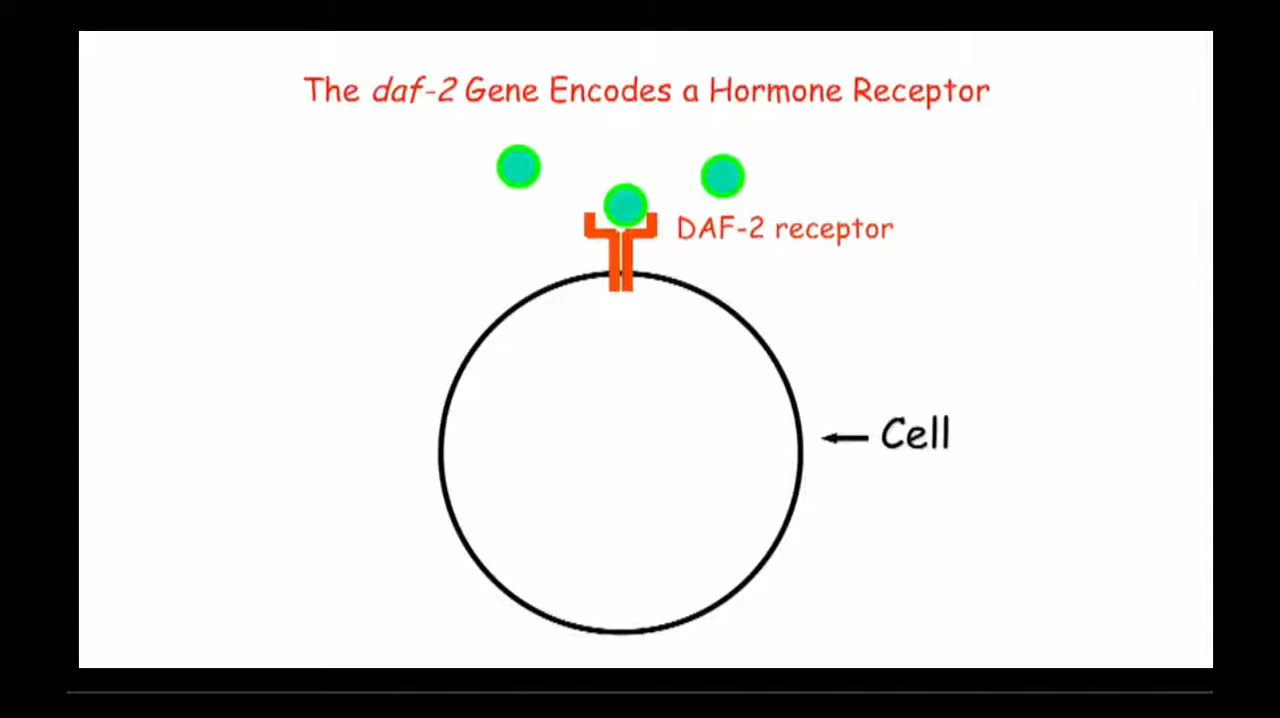 The daf-2 Gene Encodes a Hormone Receptor
DAF-2 receptor
Cell